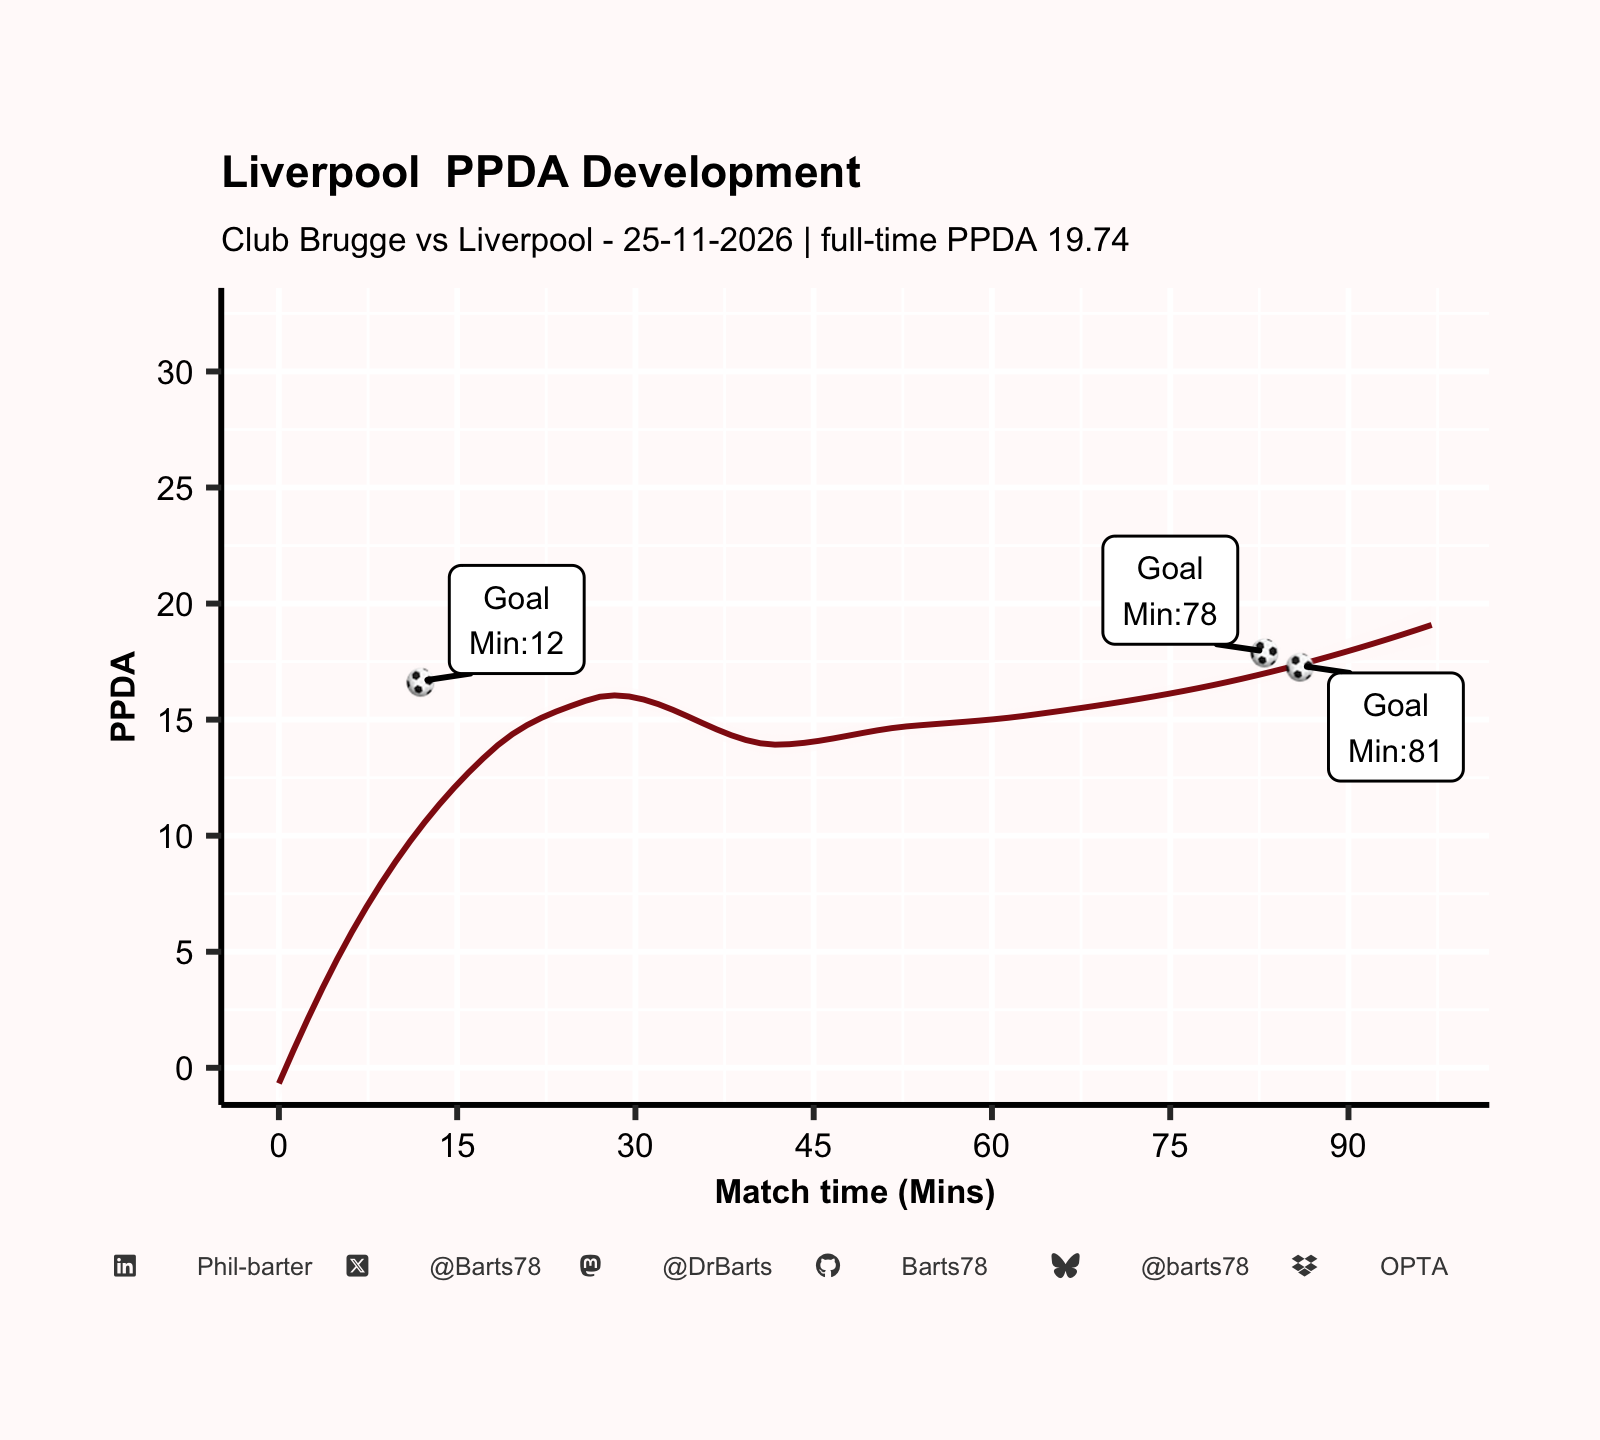 Liverpool  PPDA Development
Club Brugge vs Liverpool - 25-11-2026 | full-time PPDA 19.74
PPDA
30
25
20
15
10
5
0
Goal
Min:12
Goal
Min:78
Goal
Min:81
0 15 30 45 60 75 90
Match time (Mins)
Phil-barter @Barts78 @DrBarts Barts78 @barts78 OPTA